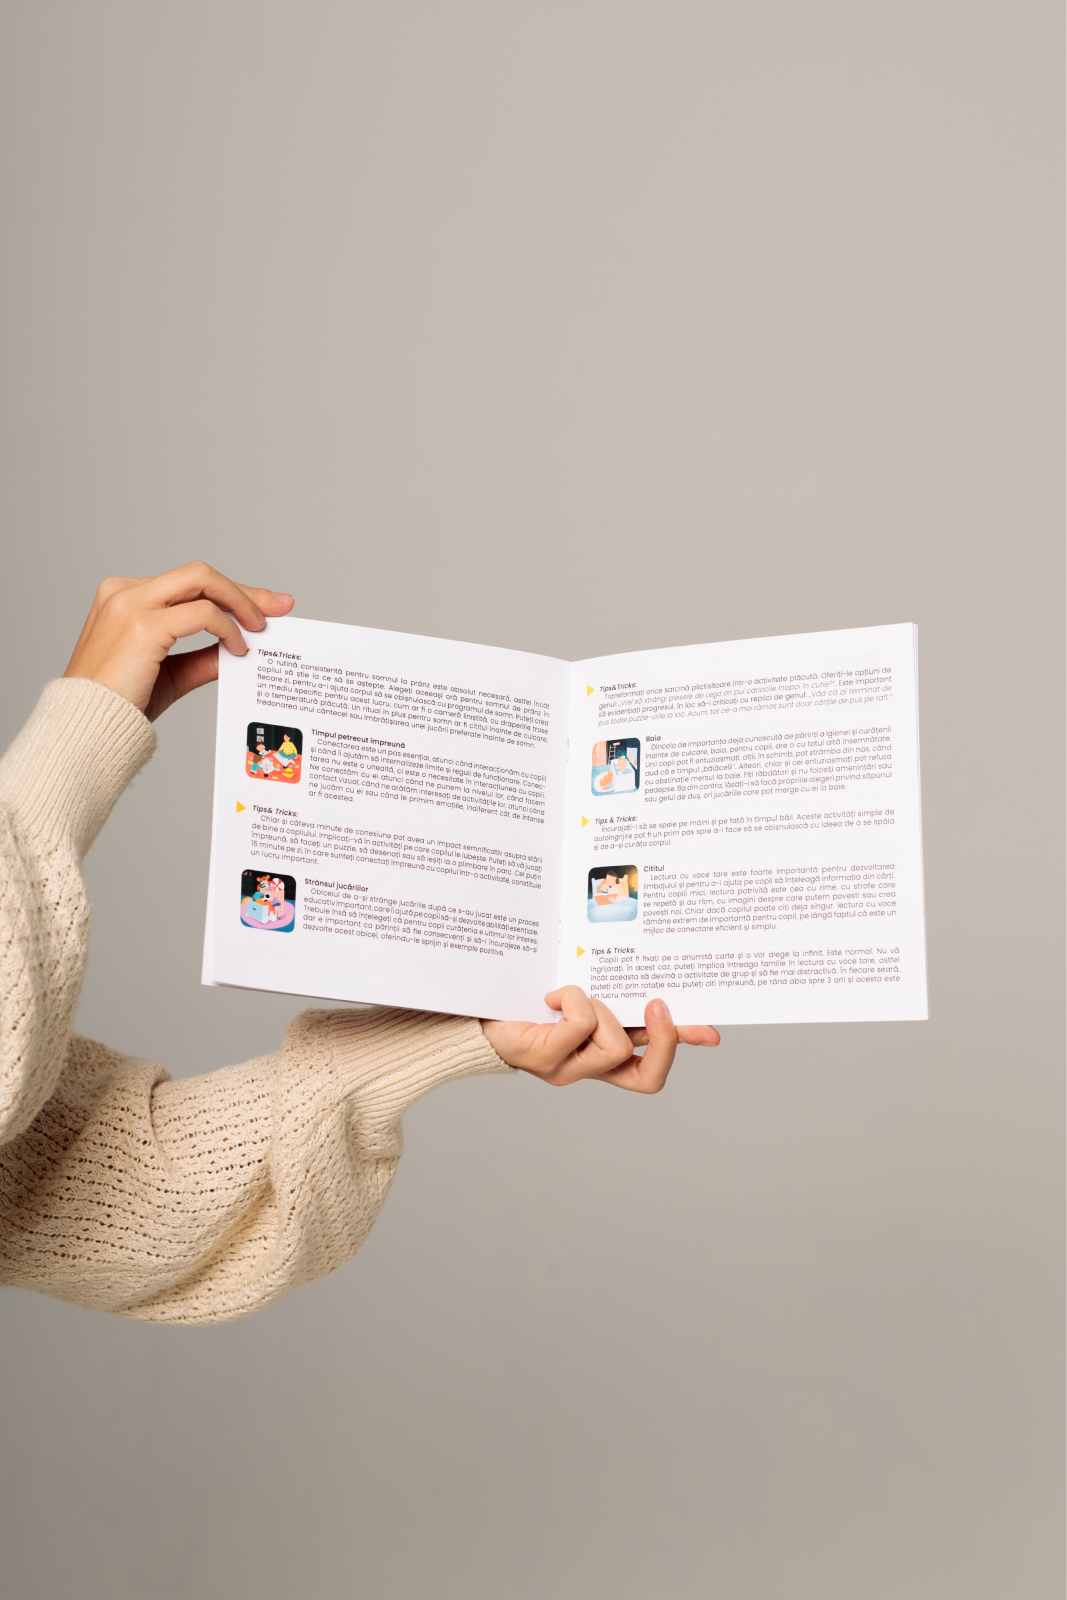 Tips&Tricks:
O rutină consistentă pentru somnul la prânz este absolut necesară, astfel încât
copilul să știe la ce să se aștepte. Alegeți aceeași oră pentru somnul de prânz în
fiecare zi, pentru a-i ajuta corpul să se obișnuiască cu programul de somn. Puteți crea
un mediu specific pentru acest lucru, cum ar fi o cameră liniștită, cu draperiile trase
și o temperatură plăcută. Un ritual în plus pentru somn ar fi cititul înainte de culcare,
fredonarea unui cântecel sau îmbrățișarea unei jucării preferate înainte de somn.
Timpul petrecut împreună
Conectarea este un pas esențial, atunci când interacționăm cu copiii
și când îi ajutăm să internalizeze limite și reguli de funcționare. Conec-
tarea nu este o unealtă, ci este o necesitate în interacțiunea cu copiii.
Ne conectăm cu ei atunci când ne punem la nivelul lor, când facem
contact vizual, când ne arătăm interesați de activitățile lor, atunci când
ne jucăm cu ei sau când le primim emoțiile, indiferent cât de intense
ar fi acestea.
Tips& Tricks:
Chiar și câteva minute de conexiune pot avea un impact semnificativ asupra stării
de bine a copilului. Implicați-vă în activități pe care copilul le iubește. Puteți să vă jucați
împreună, să faceți un puzzle, să desenați sau să ieșiți la o plimbare în parc. Cel puțin
15 minute pe zi, în care sunteți conectați împreună cu copilul într-o activitate, constituie
un lucru important.
Strânsul jucăriilor
Obiceiul de a-și strânge jucăriile după ce s-au jucat este un proces
educativ important, care îi ajută pe copii să-și dezvolte abilități esențiale.
Trebuie însă să înțelegeți că pentru copii curățenia e ultimul lor interes,
dar e important ca părinții să fie consecvenți și să-i încurajeze să-și
dezvolte acest obicei, oferindu-le sprijin și exemple pozitive.
Tips&Tricks:
Transformați orice sarcină plictisitoare într-o activitate plăcută. Oferiți-le opțiuni de
genul: „Vrei să strângi piesele de Lego ori pui cariocile înapoi în cutie?”. Este important
să evidențiați progresul, în loc să-i criticați cu replici de genul: „Văd că ai terminat de
pus toate puzzle-urile la loc. Acum, tot ce-a mai rămas sunt doar cărțile de pus pe raft.”
Baia
Dincolo de importanța deja cunoscută de părinți a igienei și curățenii
înainte de culcare, baia, pentru copii, are o cu totul altă însemnătate.
Unii copii pot fi entuziasmați, alții, în schimb, pot strâmba din nas, când
aud că e timpul „bălăcelii”. Alteori, chiar și cei entuziasmați pot refuza
cu obstinație mersul la baie. Fiți răbdători și nu folosiți amenințări sau
pedepse. Ba din contra, lăsați-i să facă propriile alegeri privind săpunul
sau gelul de duș, ori jucăriile care pot merge cu ei la baie.
Tips & Tricks:
Încurajați-i să se spele pe mâini și pe față în timpul băii. Aceste activități simple de
autoîngrijire pot fi un prim pas spre a-i face să se obișnuiască cu ideea de a se spăla
și de a-și curăța corpul.
Cititul
Lectura cu voce tare este foarte importantă pentru dezvoltarea
limbajului și pentru a-i ajuta pe copii să înțeleagă informația din cărți.
Pentru copiii mici, lectura potrivită este cea cu rime, cu strofe care
se repetă și au ritm, cu imagini despre care putem povesti sau crea
povești noi. Chiar dacă copilul poate citi deja singur, lectura cu voce
rămâne extrem de importantă pentru copil, pe lângă faptul că este un
mijloc de conectare eficient și simplu.
Tips & Tricks:
Copiii pot fi fixați pe o anumită carte și o vor alege la infinit. Este normal. Nu vă
îngrijorați. În acest caz, puteți implica întreaga familie în lectura cu voce tare, astfel
încât aceasta să devină o activitate de grup și să fie mai distractivă. În fiecare seară,
puteți citi prin rotație sau puteți citi împreună, pe rând abia spre 3 ani și acesta este
un lucru normal.